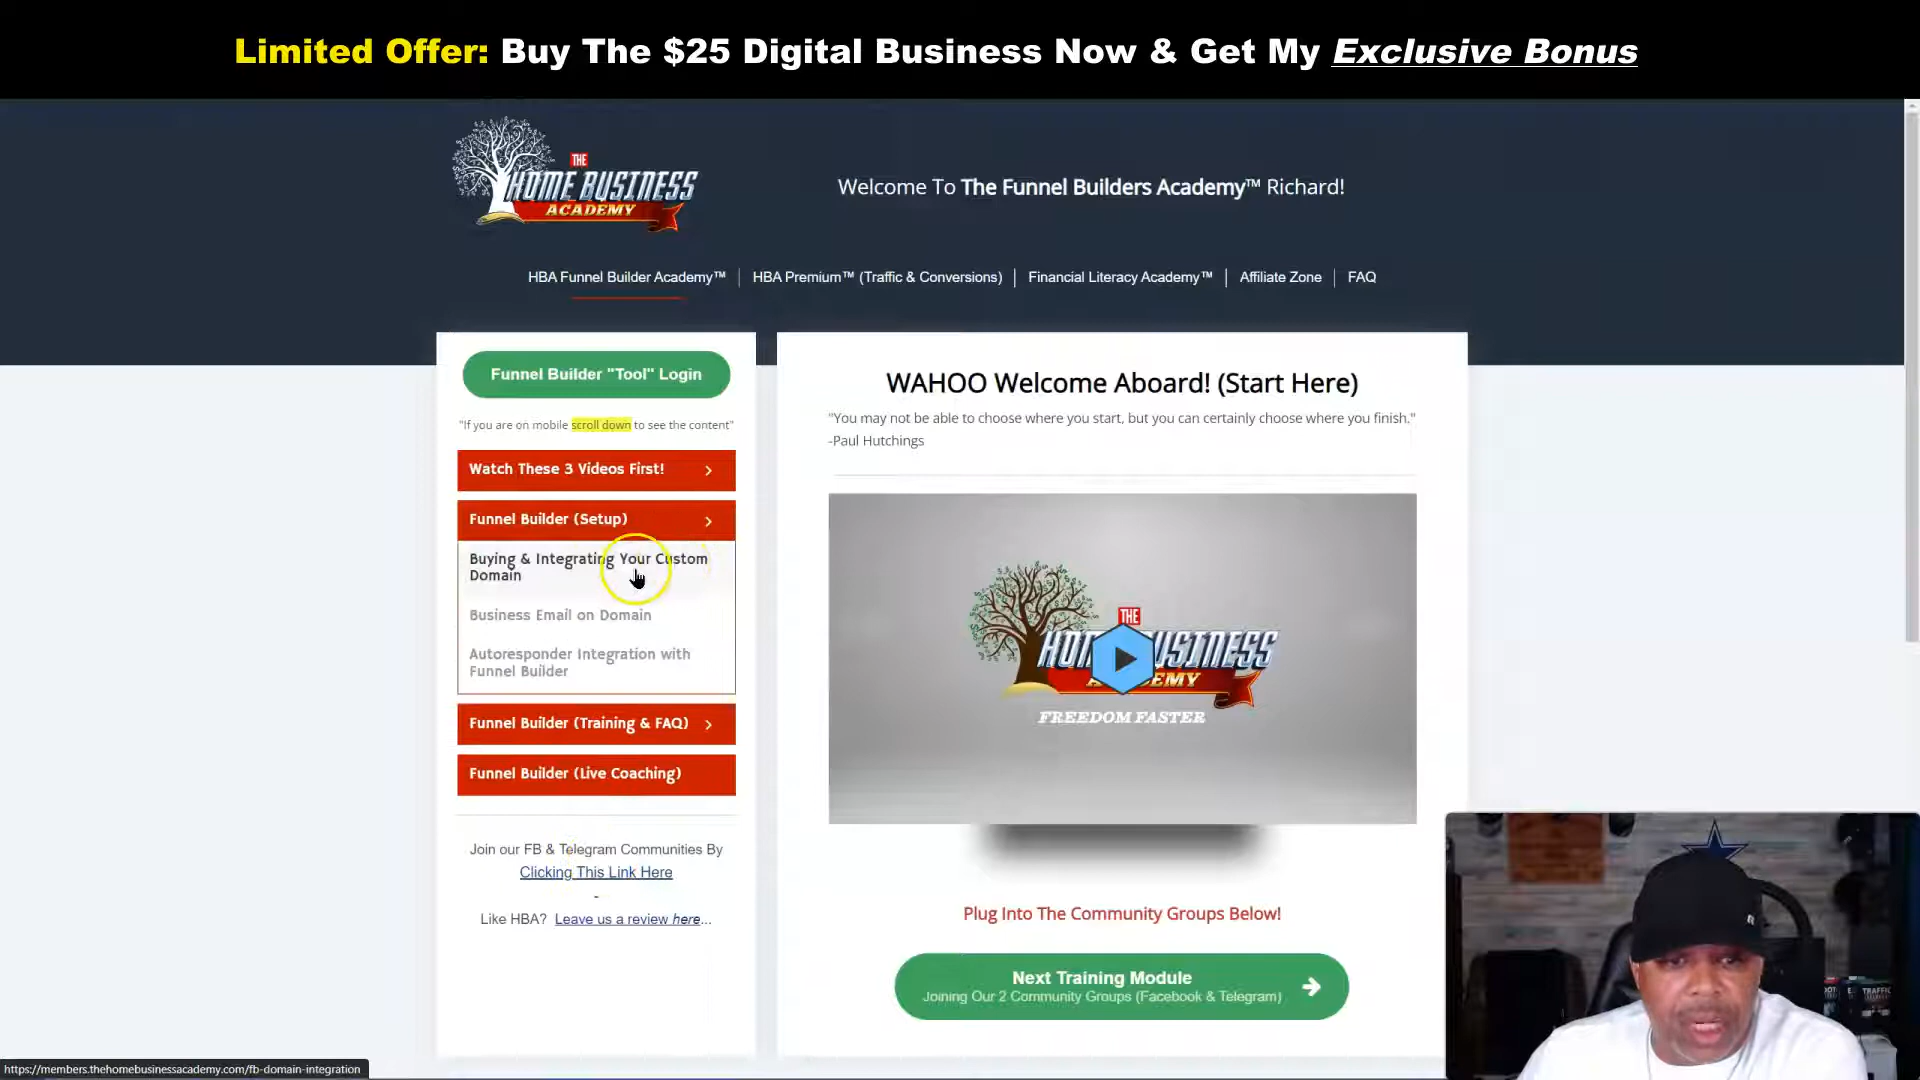 Limited Offer: Buy The $25 Digital Business Now & Get My Exclusive Bonus
THE
HOME BUSINESS
ACADEMY
Welcome To The Funnel Builders Academy™ Richard!
HBA Funnel Builder Academy™ | HBA Premium™ (Traffic & Conversions) | Financial Literacy Academy™ | Affiliate Zone | FAQ
Funnel Builder "Tool" Login
"If you are on mobile scroll down to see the content"
Watch These 3 Videos First!
Funnel Builder (Setup)
Buying & Integrating Your Custom
Domain
Business Email on Domain
Autoresponder Integration with
Funnel Builder
Funnel Builder (Training & FAQ)
Funnel Builder (Live Coaching)
Join our FB & Telegram Communities By
Clicking This Link Here
-
Like HBA? Leave us a review here...
WAHOO Welcome Aboard! (Start Here)
"You may not be able to choose where you start, but you can certainly choose where you finish."
-Paul Hutchings
THE
FREEDOM FASTER
Plug Into The Community Groups Below!
Next Training Module
Joining Our 2 Community Groups (Facebook & Telegram)
TRAFFIC
https://members.thehomebusinessacademy.com/fb-domain-integration